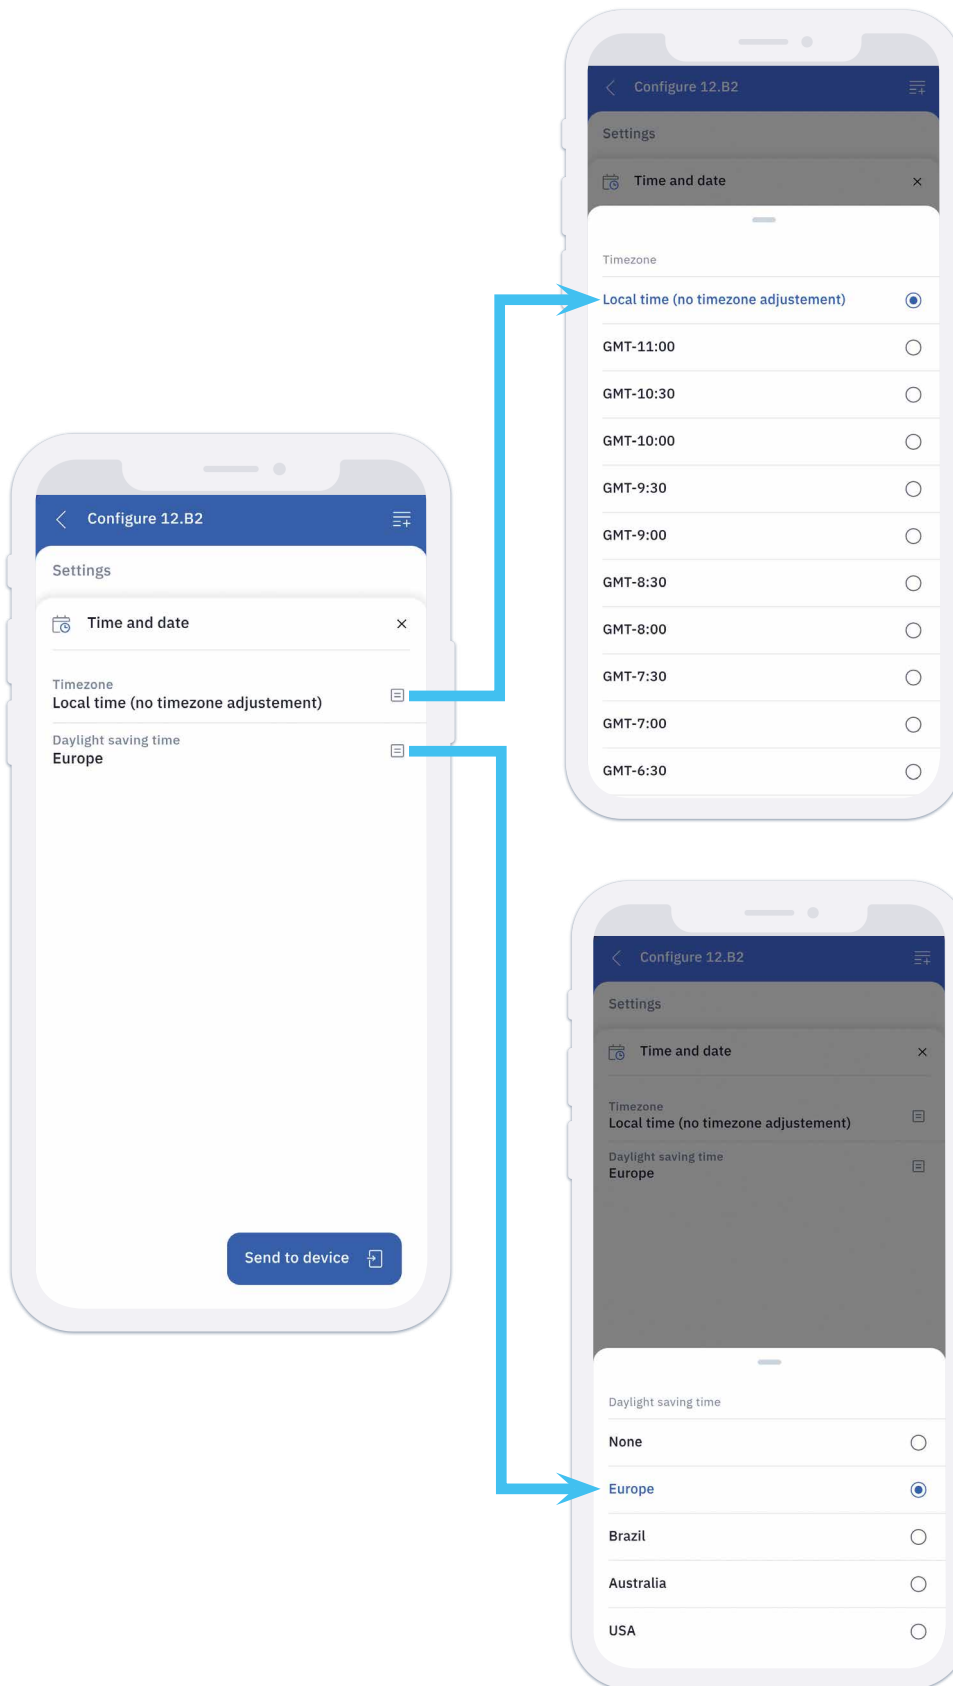 Configure 12.B2
Settings
Time and date
Timezone
Local time (no timezone adjustement)
Daylight saving time
Europe
Send to device
Configure 12.B2
Settings
Time and date
Timezone
Local time (no timezone adjustement)
GMT-11:00
GMT-10:30
GMT-10:00
GMT-9:30
GMT-9:00
GMT-8:30
GMT-8:00
GMT-7:30
GMT-7:00
GMT-6:30
Configure 12.B2
Settings
Time and date
Timezone
Local time (no timezone adjustement)
Daylight saving time
Europe
Daylight saving time
None
Europe
Brazil
Australia
USA